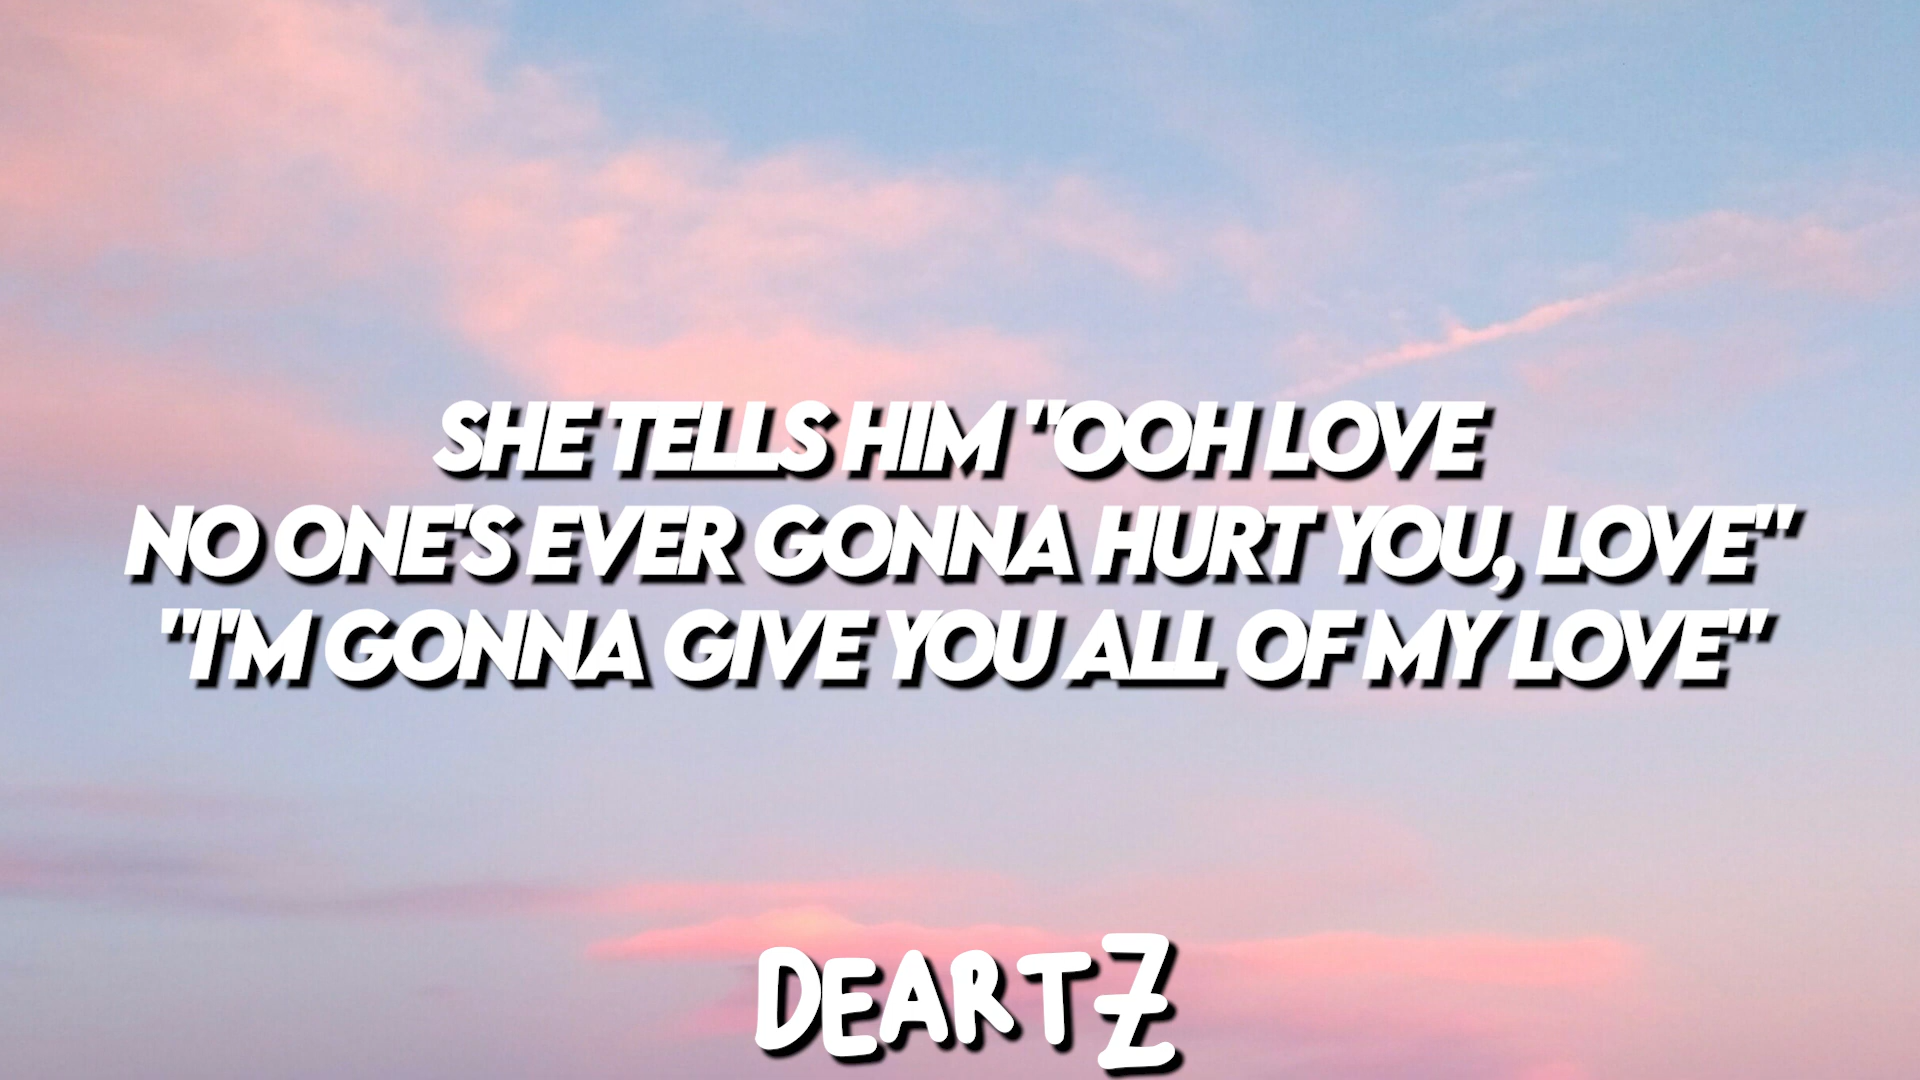 SHE TELLS HIM "OOH LOVE
NO ONE'S EVER GONNA HURT YOU, LOVE"
"I'M GONNA GIVE YOU ALL OF MY LOVE"
DEARTZ